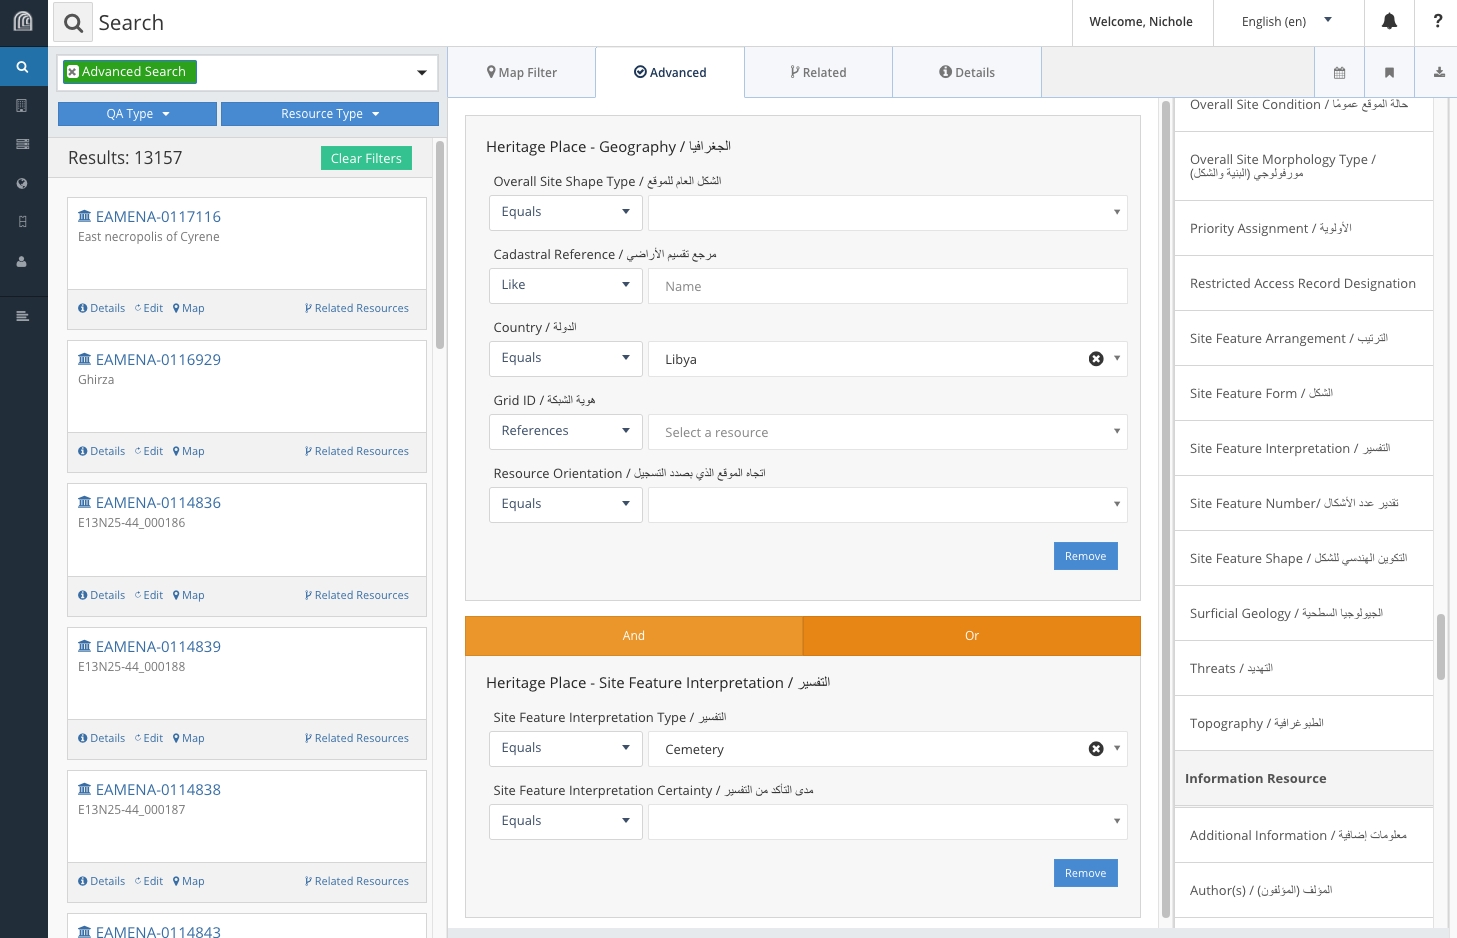 Search
Welcome, Nichole
English (en)
?
Advanced Search
QA Type
Resource Type
Results: 13157
Clear Filters
EAMENA-0117116
East necropolis of Cyrene
Details Edit Map Related Resources
EAMENA-0116929
Ghirza
Details Edit Map Related Resources
EAMENA-0114836
E13N25-44_000186
Details Edit Map Related Resources
EAMENA-0114839
E13N25-44_000188
Details Edit Map Related Resources
EAMENA-0114838
E13N25-44_000187
Details Edit Map Related Resources
EAMENA-0114843
Map Filter
Advanced
Related
Details
Heritage Place - Geography / الجغرافيا
Overall Site Shape Type / الشكل العام للموقع
Equals
Cadastral Reference / مرجع تقسيم الأراضي
Like
Name
Country / الدولة
Equals
Libya
Grid ID / هوية الشبكة
References
Select a resource
Resource Orientation / اتجاه الموقع الذي بصدد التسجيل
Equals
Remove
And
Or
Heritage Place - Site Feature Interpretation / التفسير
Site Feature Interpretation Type / التفسير
Equals
Cemetery
Site Feature Interpretation Certainty / مدى التأكد من التفسير
Equals
Remove
Overall Site Condition / حالة الموقع عمومًا
Overall Site Morphology Type /
مورفولوجي (البنية والشكل)
Priority Assignment / الأولوية
Restricted Access Record Designation
Site Feature Arrangement / الترتيب
Site Feature Form / الشكل
Site Feature Interpretation / التفسير
Site Feature Number/ تقدير عدد الأشكال
Site Feature Shape / التكوين الهندسي للشكل
Surficial Geology / الجيولوجيا السطحية
Threats / التهديد
Topography / الطبوغرافية
Information Resource
Additional Information / معلومات إضافية
Author(s) / المؤلف (المؤلفون)